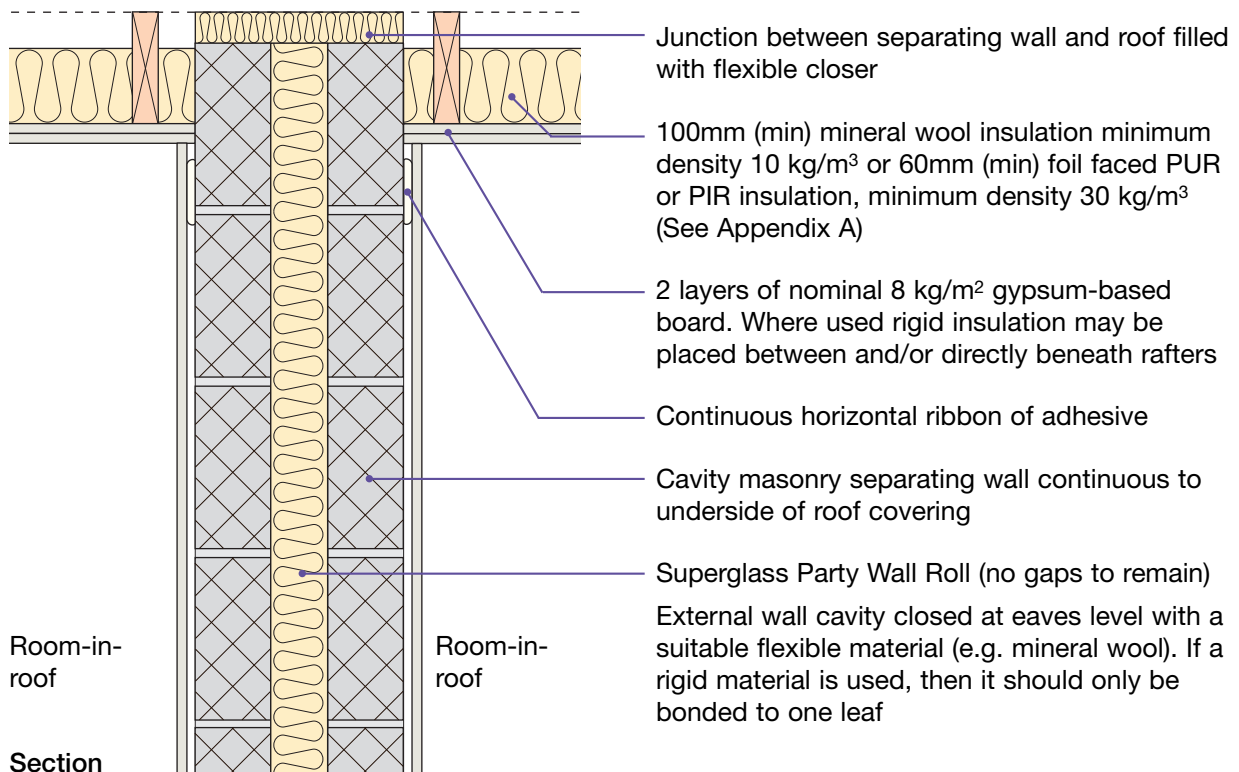 Junction between separating wall and roof filled
with flexible closer
100mm (min) mineral wool insulation minimum
density 10 kg/m³ or 60mm (min) foil faced PUR
or PIR insulation, minimum density 30 kg/m³
(See Appendix A)
2 layers of nominal 8 kg/m² gypsum-based
board. Where used rigid insulation may be
placed between and/or directly beneath rafters
Continuous horizontal ribbon of adhesive
Cavity masonry separating wall continuous to
underside of roof covering
Superglass Party Wall Roll (no gaps to remain)
External wall cavity closed at eaves level with a
suitable flexible material (e.g. mineral wool). If a
rigid material is used, then it should only be
bonded to one leaf
Room-in-
roof
Room-in-
roof
Section